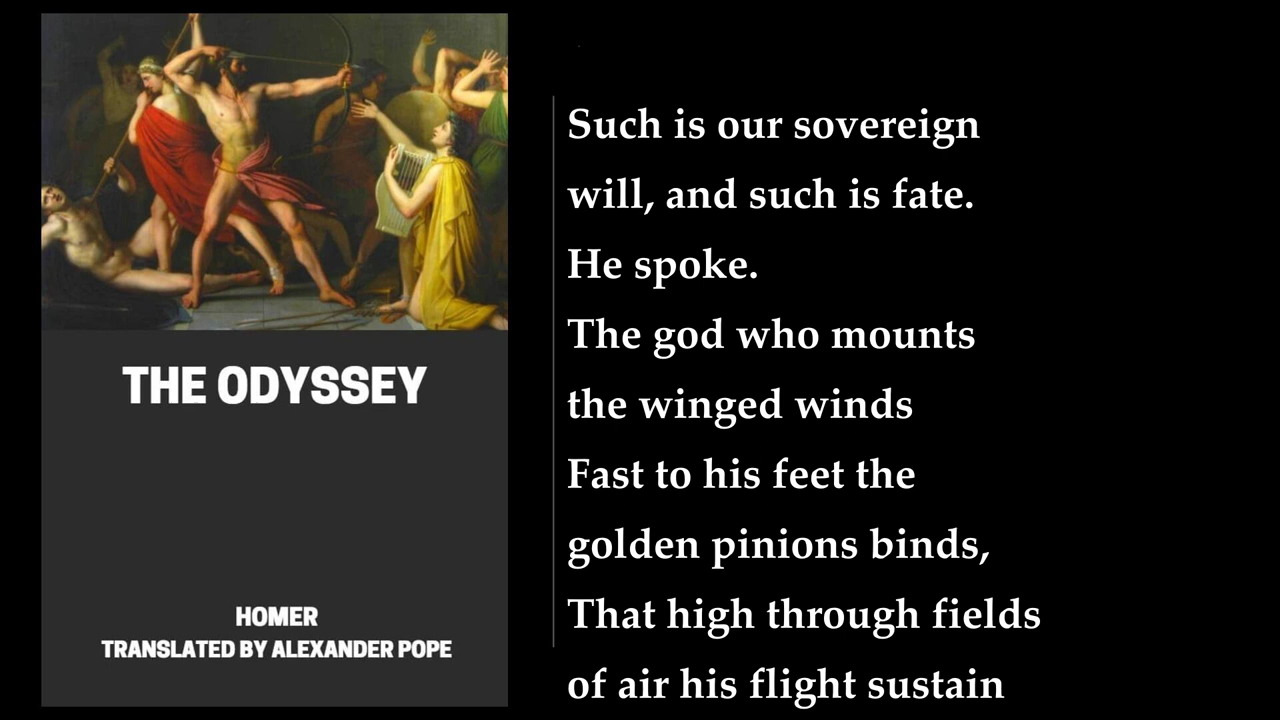 THE ODYSSEY
HOMER
TRANSLATED BY ALEXANDER POPE
Such is our sovereign
will, and such is fate.
He spoke.
The god who mounts
the winged winds
Fast to his feet the
golden pinions binds,
That high through fields
of air his flight sustain